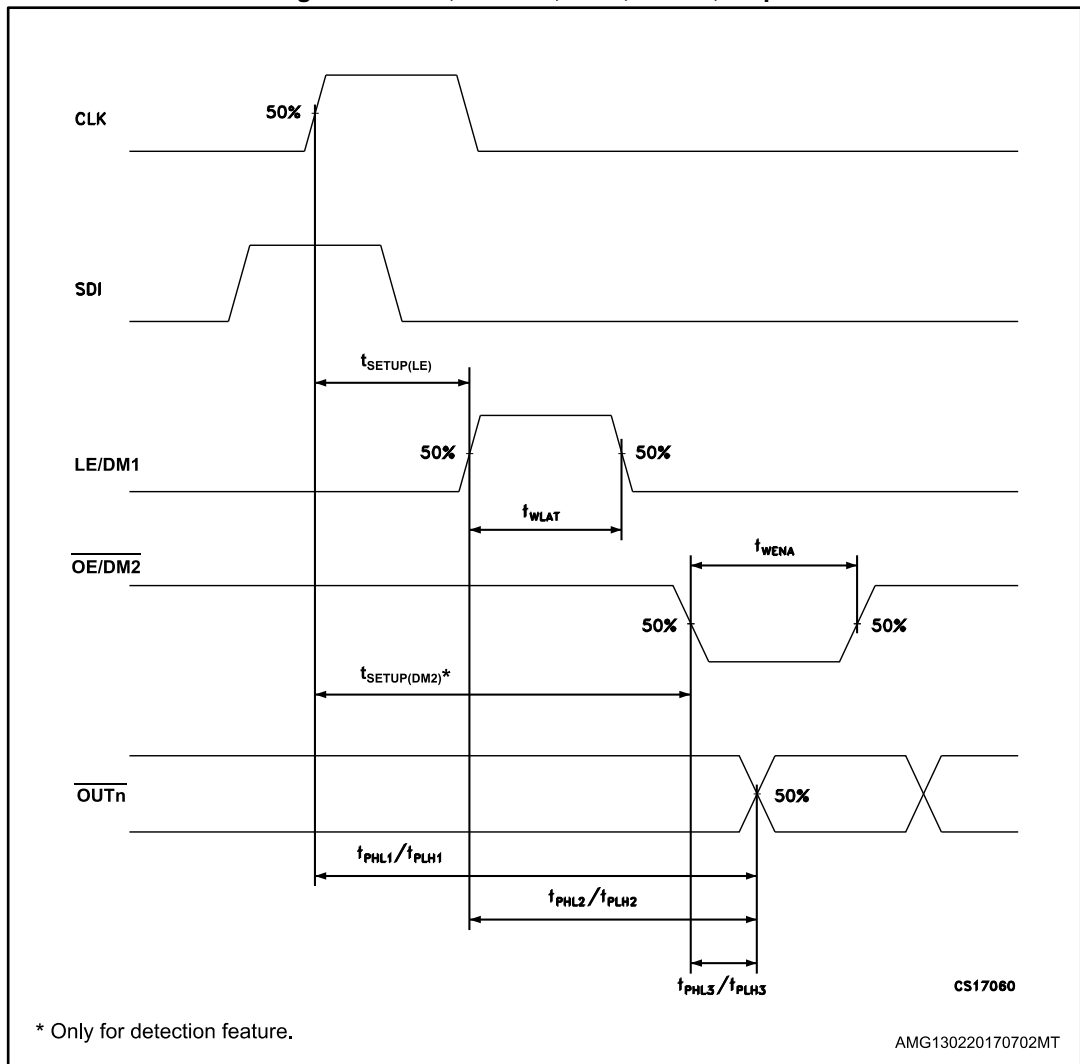 50%
CLK
SDI
tSETUP(LE)
50%
50%
LE/DM1
tWLAT
tWENA
OE/DM2
50%
50%
tSETUP(DM2)*
OUTn
50%
tPHL1/tPLH1
tPHL2/tPLH2
tPHL3/tPLH3
CS17060
* Only for detection feature.
AMG130220170702MT